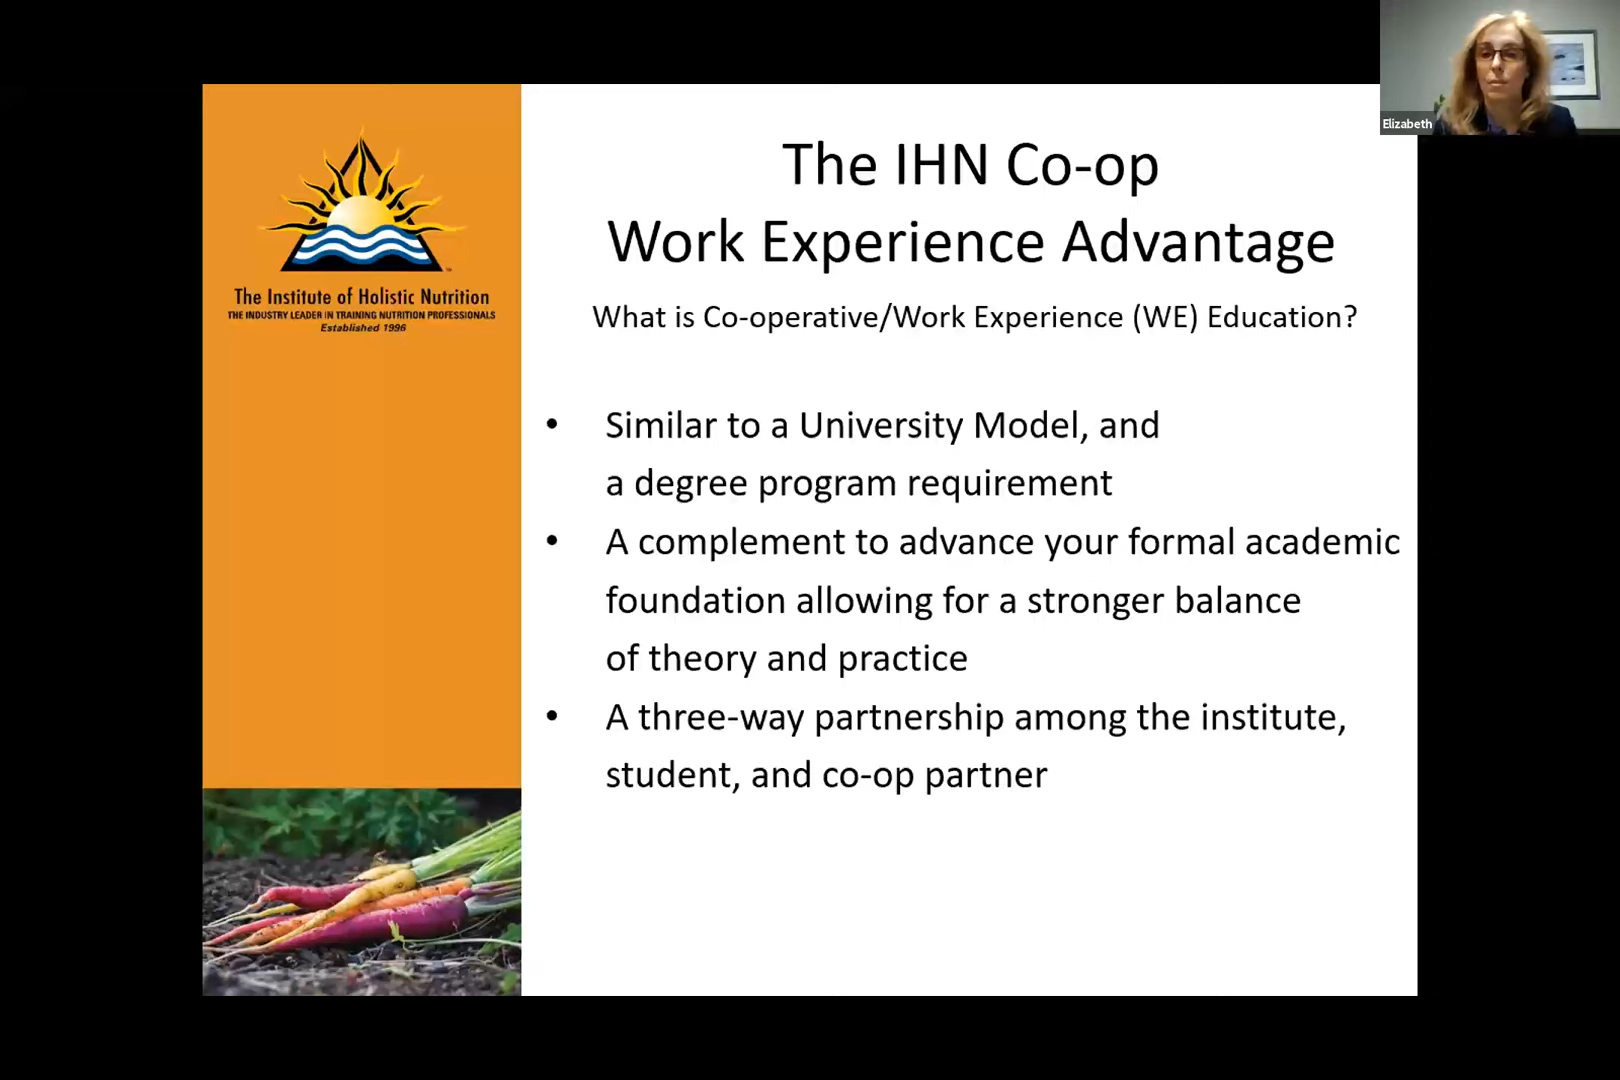 Elizabeth
The Institute of Holistic Nutrition
THE INDUSTRY LEADER IN TRAINING NUTRITION PROFESSIONALS
Established 1996
The IHN Co-op
Work Experience Advantage
What is Co-operative/Work Experience (WE) Education?
• Similar to a University Model, and
a degree program requirement
• A complement to advance your formal academic
foundation allowing for a stronger balance
of theory and practice
• A three-way partnership among the institute,
student, and co-op partner